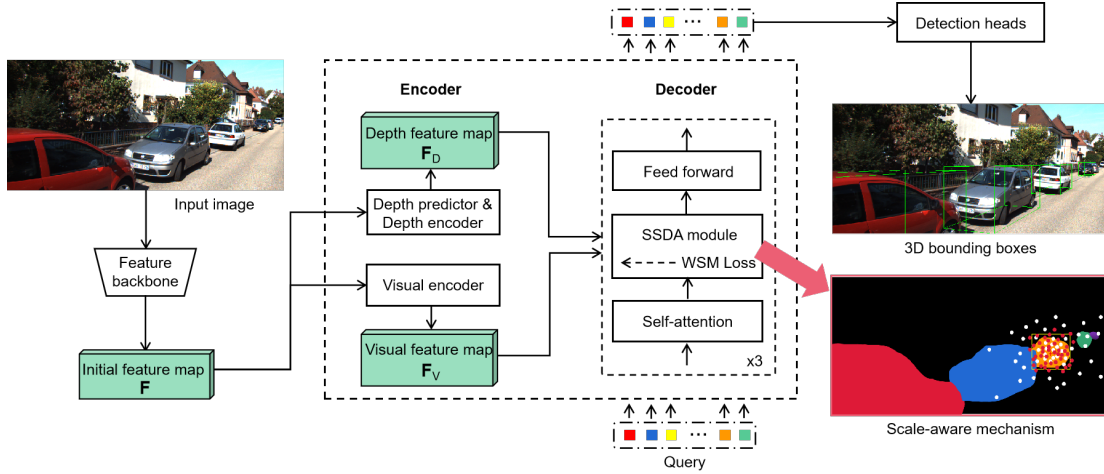 Detection heads
Encoder
Decoder
Depth feature map
F_D
Feed forward
Input image
Depth predictor &
Depth encoder
SSDA module
WSM Loss
3D bounding boxes
Feature
backbone
Visual encoder
Self-attention
Initial feature map
F
Visual feature map
F_V
x3
Scale-aware mechanism
Query